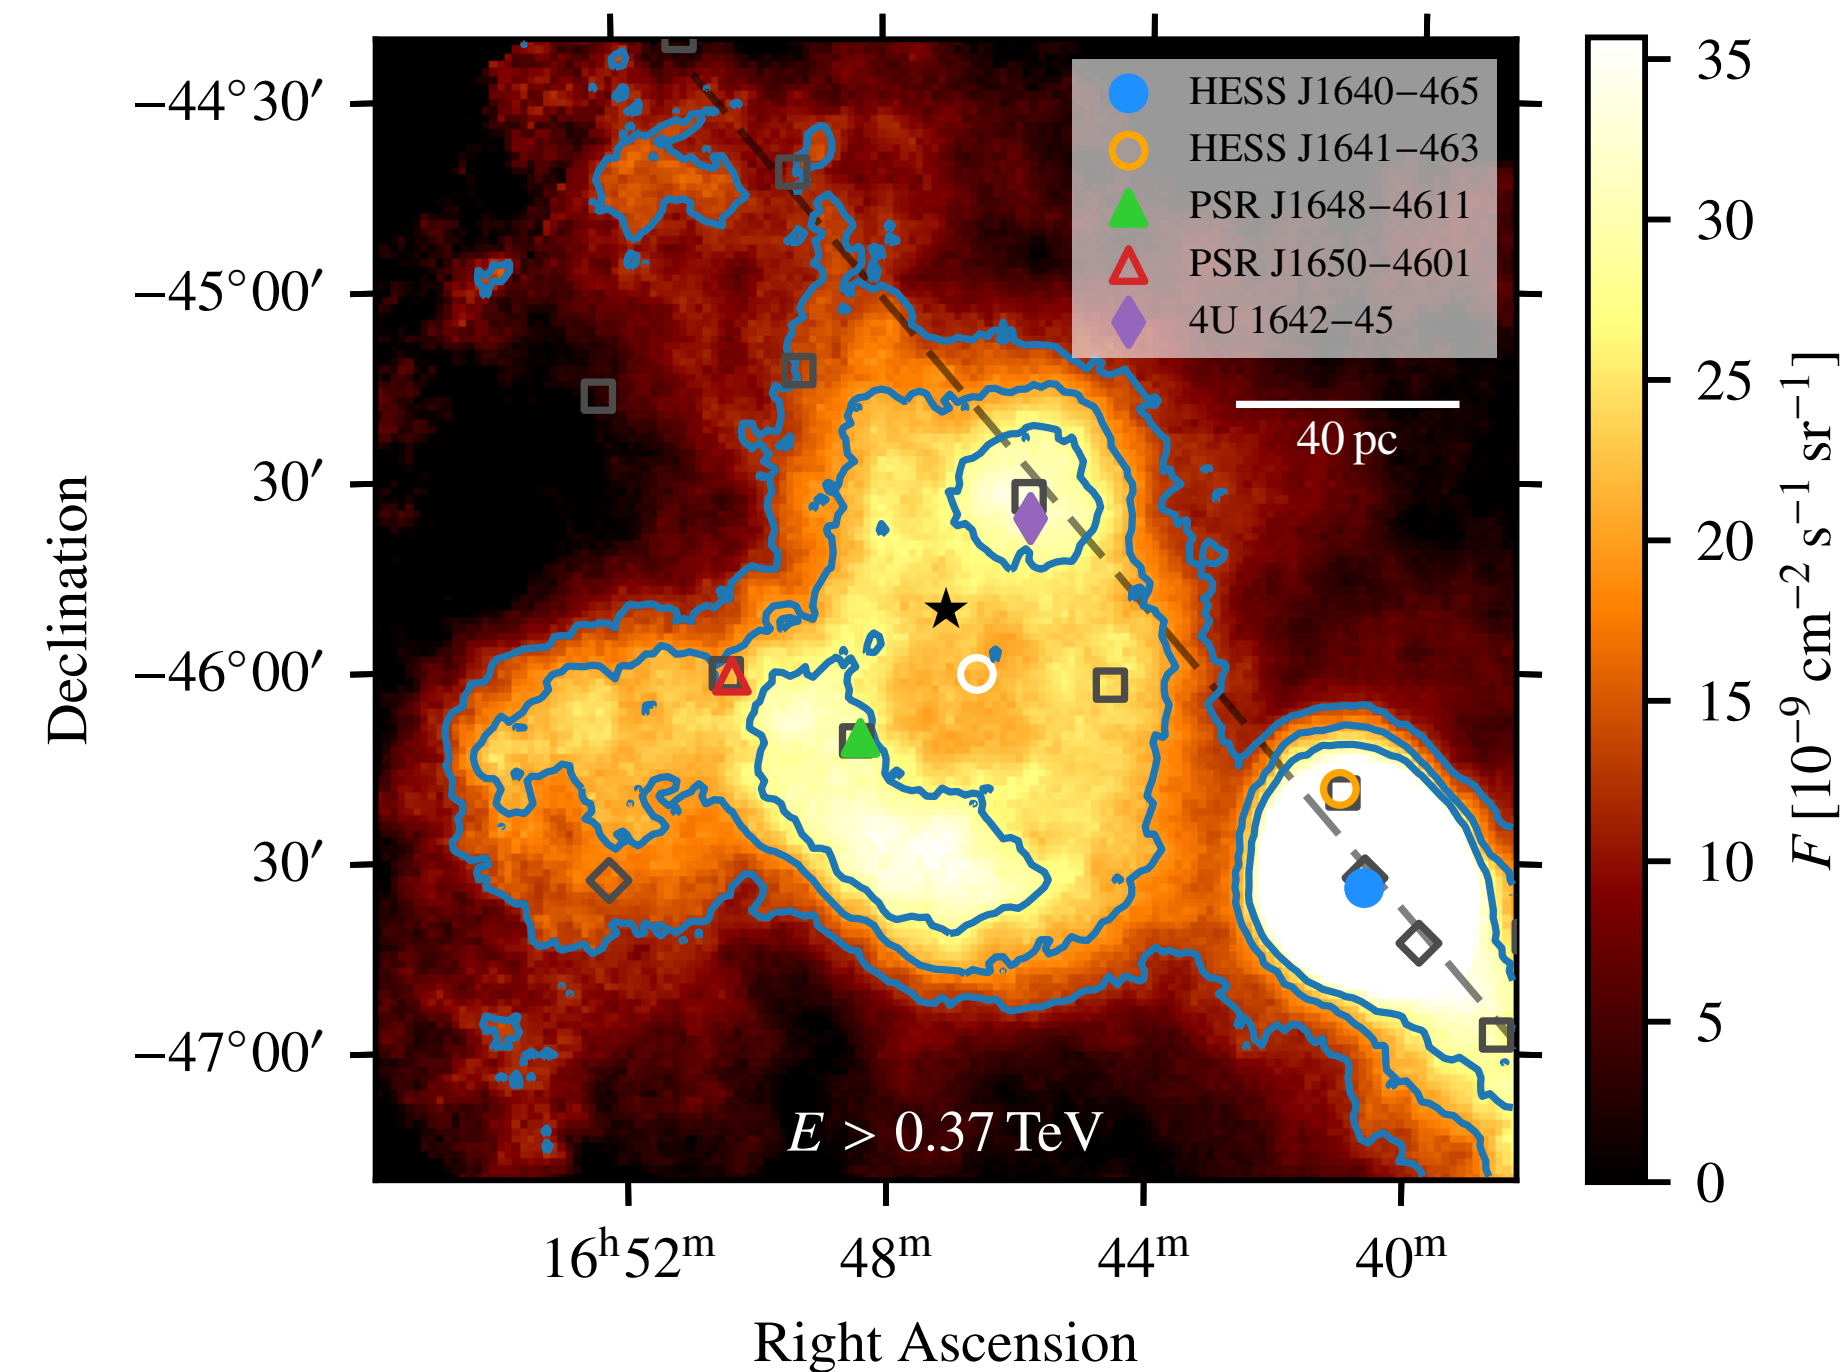 HESS J1640−465
HESS J1641−463
PSR J1648−4611
PSR J1650−4601
4U 1642−45
40 pc
E > 0.37 TeV
−44°30′
−45°00′
30′
−46°00′
30′
−47°00′
Declination
16ʰ52ᵐ 48ᵐ 44ᵐ 40ᵐ
Right Ascension
35
30
25
20
15
10
5
0
F [10⁻⁹ cm⁻² s⁻¹ sr⁻¹]